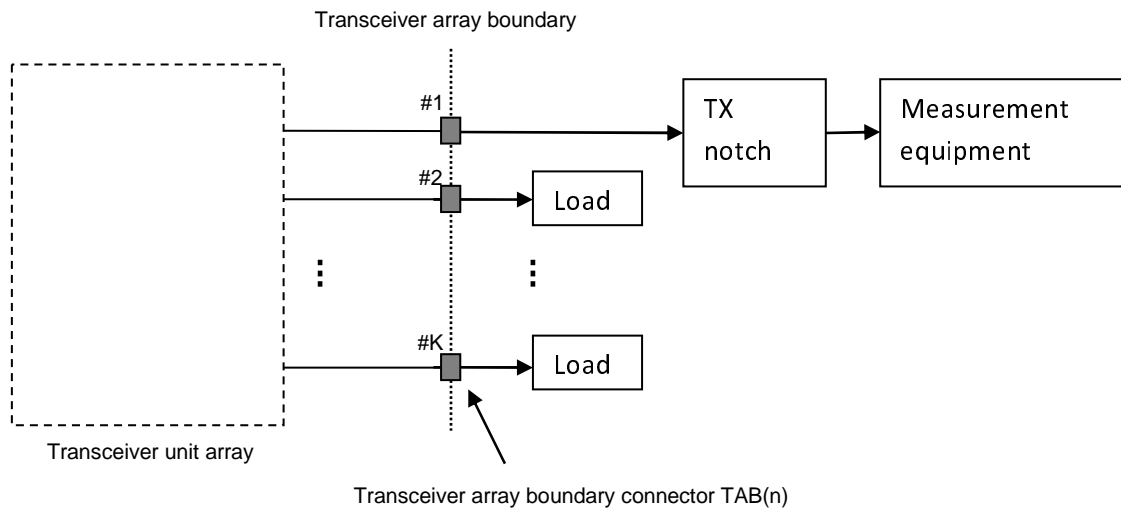 Transceiver array boundary
#1
TX
notch
Measurement
equipment
#2
Load
#K
Load
Transceiver unit array
Transceiver array boundary connector TAB(n)